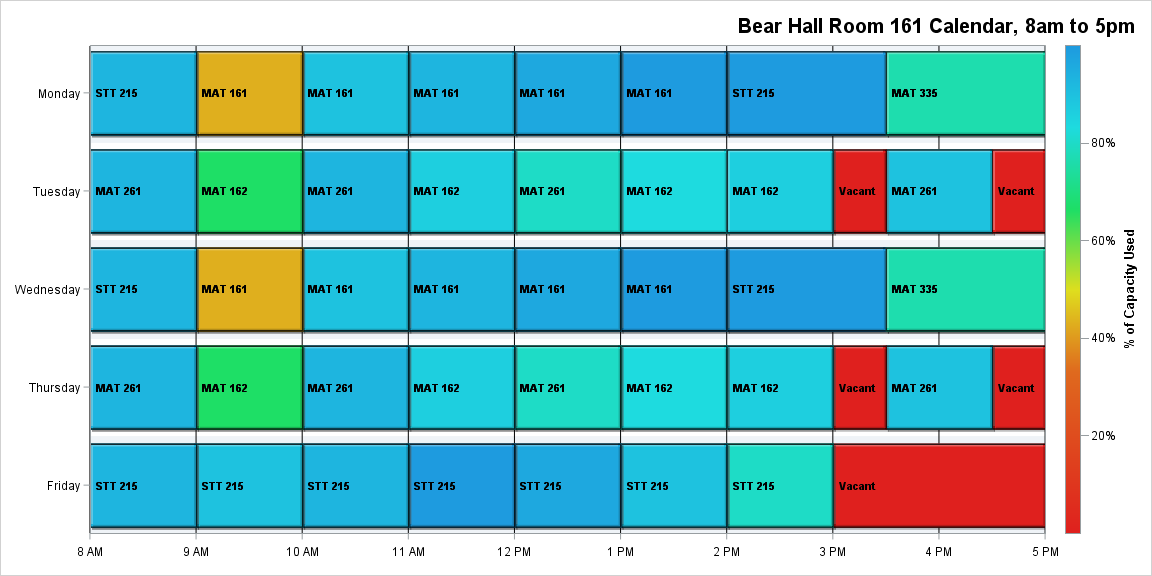 Bear Hall Room 161 Calendar, 8am to 5pm
Monday STT 215 MAT 161 MAT 161 MAT 161 MAT 161 MAT 161 STT 215 MAT 335
80%
Tuesday MAT 261 MAT 162 MAT 261 MAT 162 MAT 261 MAT 162 MAT 162 Vacant MAT 261 Vacant
60%
% of Capacity Used
Wednesday STT 215 MAT 161 MAT 161 MAT 161 MAT 161 MAT 161 STT 215 MAT 335
40%
Thursday MAT 261 MAT 162 MAT 261 MAT 162 MAT 261 MAT 162 MAT 162 Vacant MAT 261 Vacant
20%
Friday STT 215 STT 215 STT 215 STT 215 STT 215 STT 215 STT 215 Vacant
8 AM 9 AM 10 AM 11 AM 12 PM 1 PM 2 PM 3 PM 4 PM 5 PM